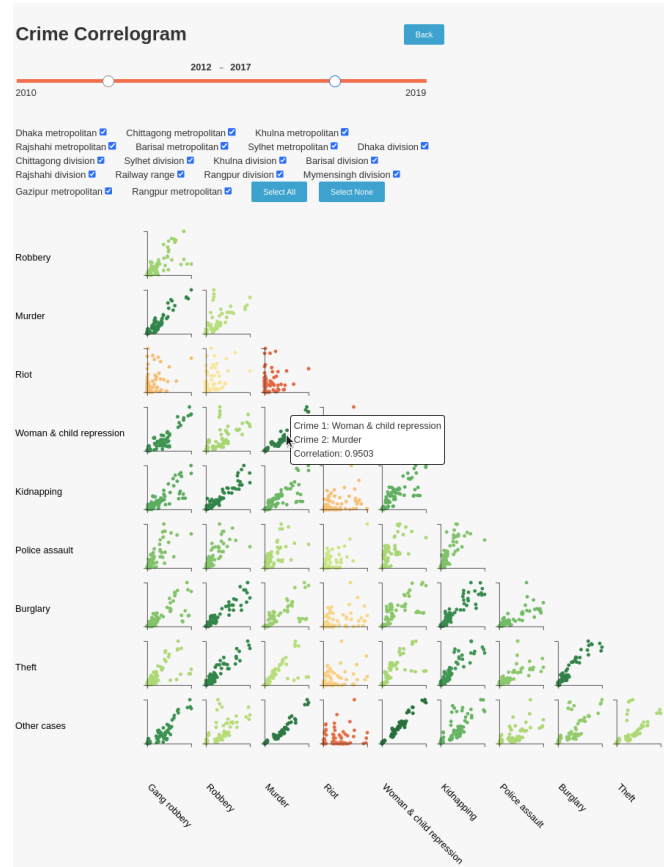 Crime Correlogram
Back
2012 - 2017
2010
2019
Dhaka metropolitan Chittagong metropolitan Khulna metropolitan
Rajshahi metropolitan Barisal metropolitan Sylhet metropolitan Dhaka division
Chittagong division Sylhet division Khulna division Barisal division
Rajshahi division Railway range Rangpur division Mymensingh division
Gazipur metropolitan Rangpur metropolitan Select All Select None
Robbery
Murder
Riot
Woman & child repression
Crime 1: Woman & child repression
Crime 2: Murder
Correlation: 0.9503
Kidnapping
Police assault
Burglary
Theft
Other cases
Gang robbery
Robbery
Murder
Riot
Woman & child repression
Kidnapping
Police assault
Burglary
Theft